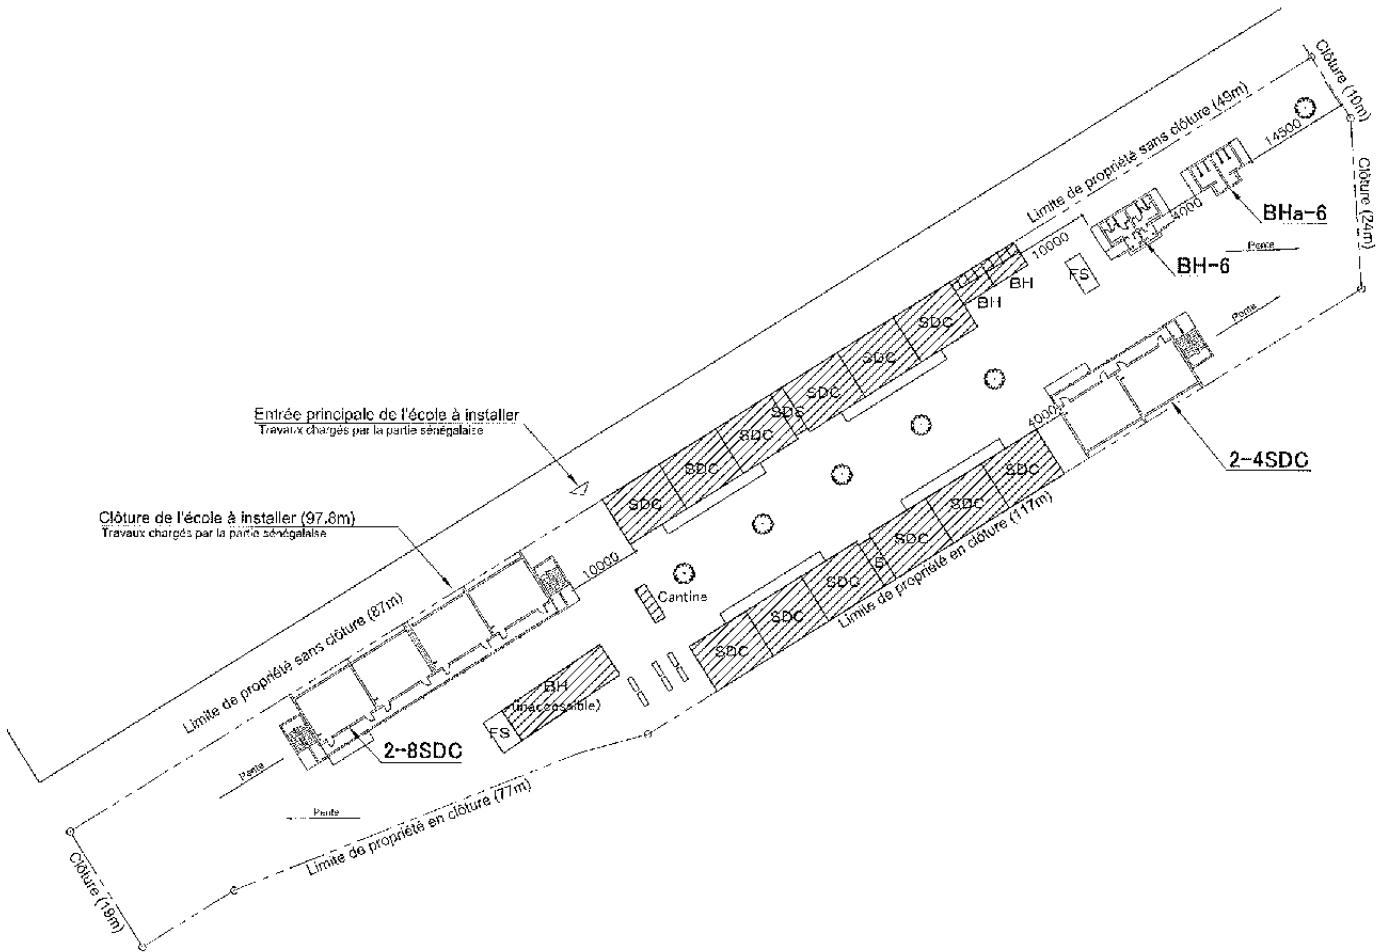 Clôture (10m)
Limite de propriété sans clôture (49m)
14500
Clôture (24m)
BHa-6
4000
Pente
BH-6
10000
FS
BH
BH
SDC
Pente
SDC
SDC
SDS
SDC
Entrée principale de l'école à installer
Travaux chargés par la partie sénégalaise
SDC
SDC
4000
2-4SDC
SDC
SDC
SDC
B
SDC
SDC
SDC
Limite de propriété en clôture (117m)
Clôture de l'école à installer (97.8m)
Travaux chargés par la partie sénégalaise
10000
Cantine
Limite de propriété sans clôture (87m)
BH
(inaccessible)
FS
2-8SDC
Pente
Pente
Limite de propriété en clôture (77m)
Clôture (19m)